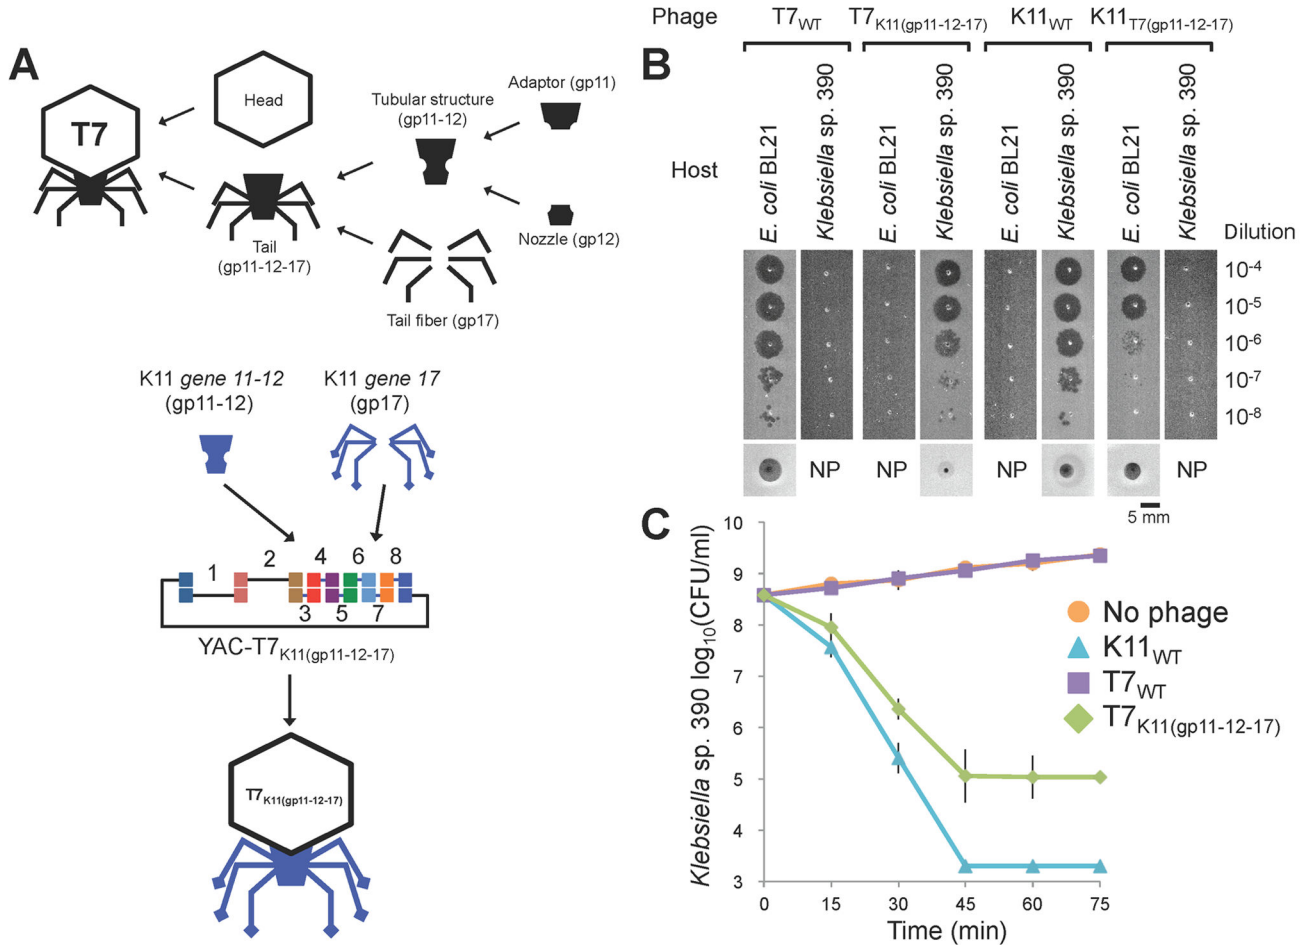 A
T7
Head
Tail
(gp11-12-17)
Tubular structure
(gp11-12)
Adaptor (gp11)
Nozzle (gp12)
Tail fiber (gp17)
K11 gene 11-12
(gp11-12)
K11 gene 17
(gp17)
1 2 3 4 5 6 7 8
YAC-T7K11(gp11-12-17)
T7K11(gp11-12-17)
B
Phage T7WT T7K11(gp11-12-17) K11WT K11T7(gp11-12-17)
Host
E. coli BL21
Klebsiella sp. 390
E. coli BL21
Klebsiella sp. 390
E. coli BL21
Klebsiella sp. 390
E. coli BL21
Klebsiella sp. 390
Dilution
10-4
10-5
10-6
10-7
10-8
NP NP NP NP
5 mm
C
Klebsiella sp. 390 log10(CFU/ml)
10
9
8
7
6
5
4
3
0 15 30 45 60 75
Time (min)
No phage
K11WT
T7WT
T7K11(gp11-12-17)